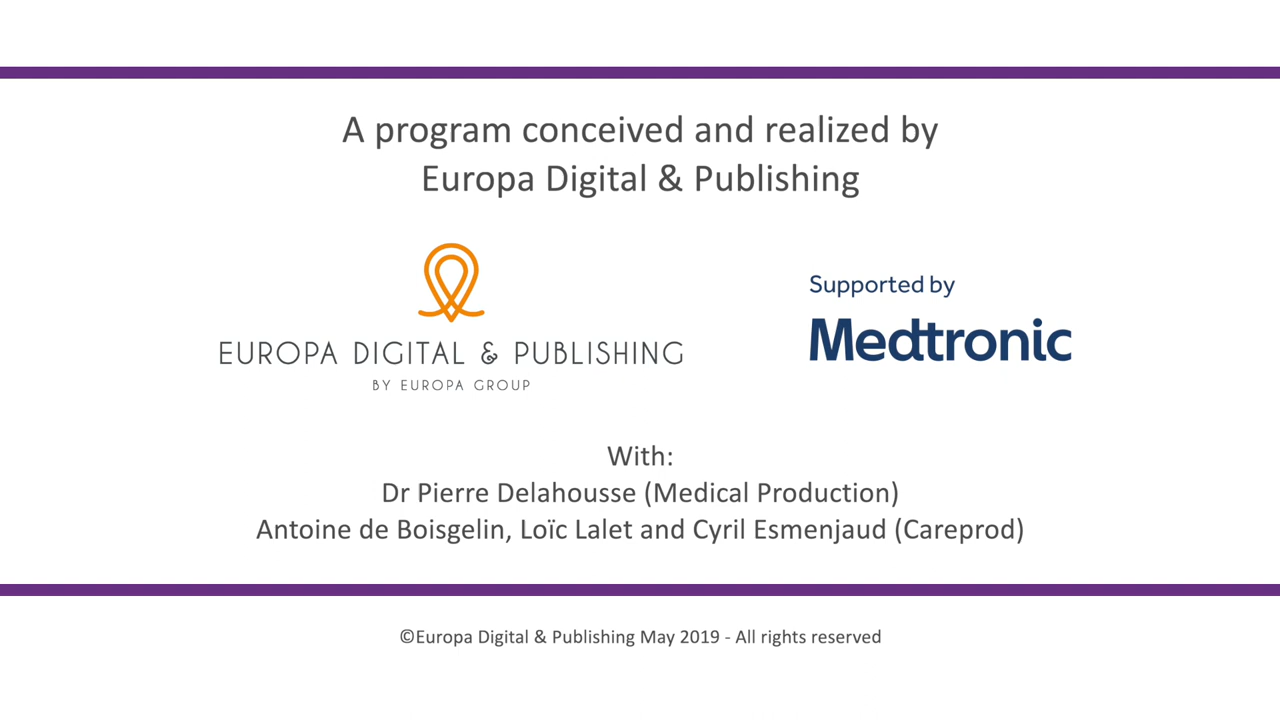 A program conceived and realized by
Europa Digital & Publishing
EUROPA DIGITAL & PUBLISHING
BY EUROPA GROUP
Supported by
Medtronic
With:
Dr Pierre Delahousse (Medical Production)
Antoine de Boisgelin, Loïc Lalet and Cyril Esmenjaud (Careprod)
©Europa Digital & Publishing May 2019 - All rights reserved